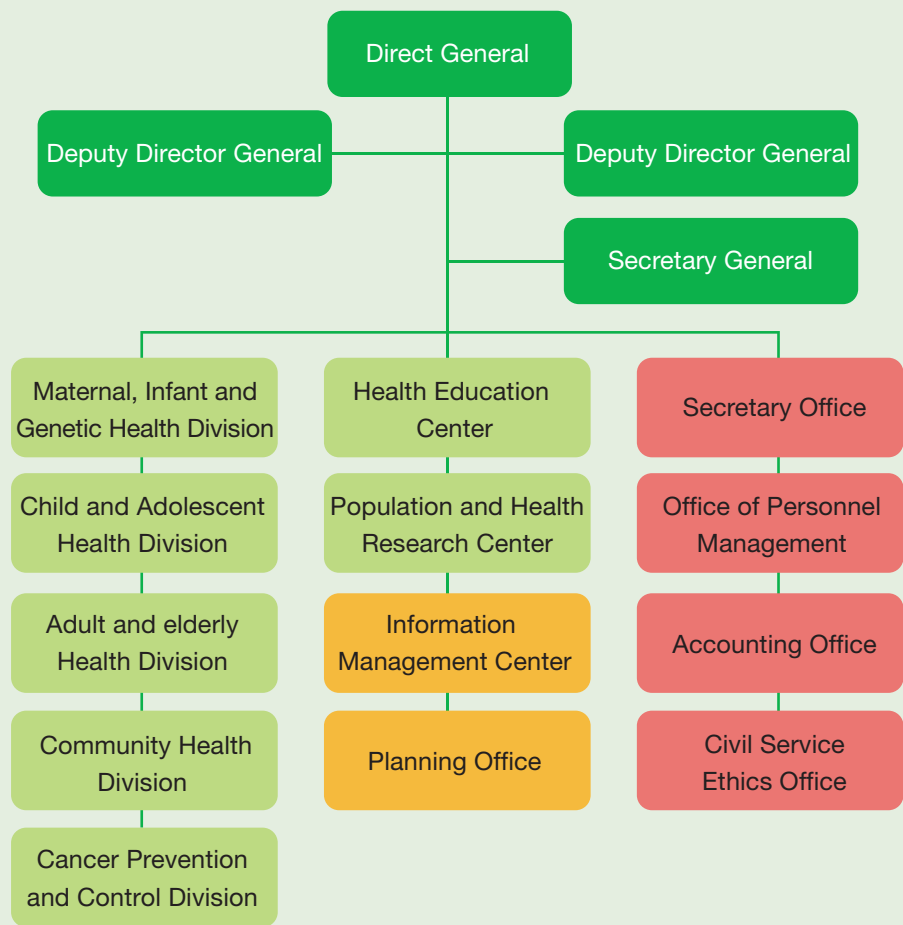 Direct General
Deputy Director General
Deputy Director General
Secretary General
Maternal, Infant and
Genetic Health Division
Child and Adolescent
Health Division
Adult and elderly
Health Division
Community Health
Division
Cancer Prevention
and Control Division
Health Education
Center
Population and Health
Research Center
Information
Management Center
Planning Office
Secretary Office
Office of Personnel
Management
Accounting Office
Civil Service
Ethics Office